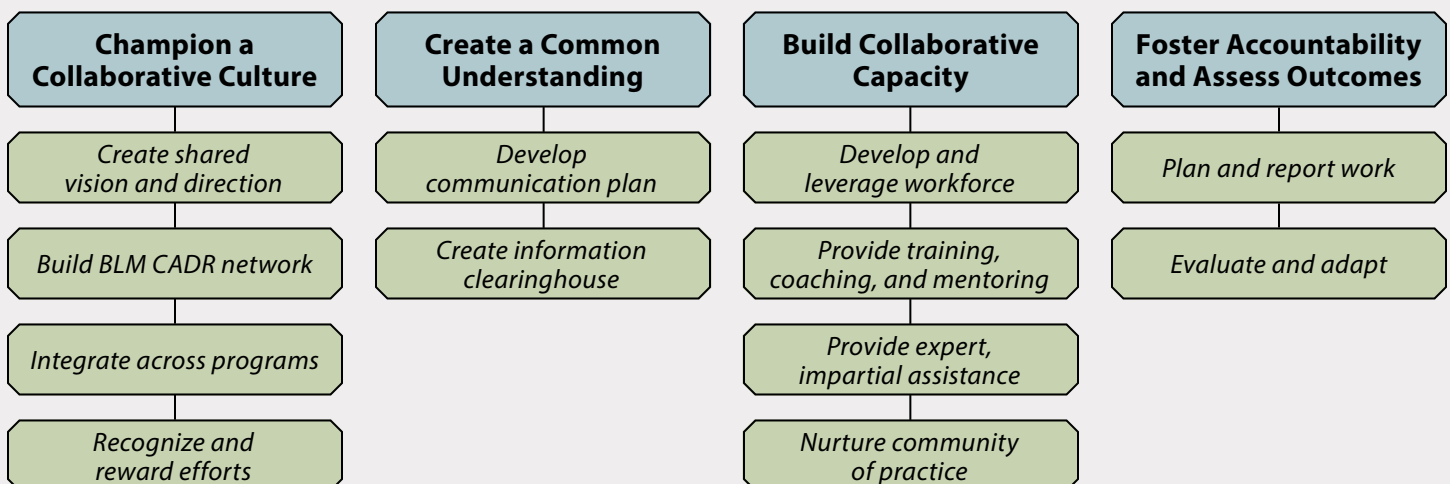 Champion a
Collaborative Culture
Create shared
vision and direction
Build BLM CADR network
Integrate across programs
Recognize and
reward efforts
Create a Common
Understanding
Develop
communication plan
Create information
clearinghouse
Build Collaborative
Capacity
Develop and
leverage workforce
Provide training,
coaching, and mentoring
Provide expert,
impartial assistance
Nurture community
of practice
Foster Accountability
and Assess Outcomes
Plan and report work
Evaluate and adapt